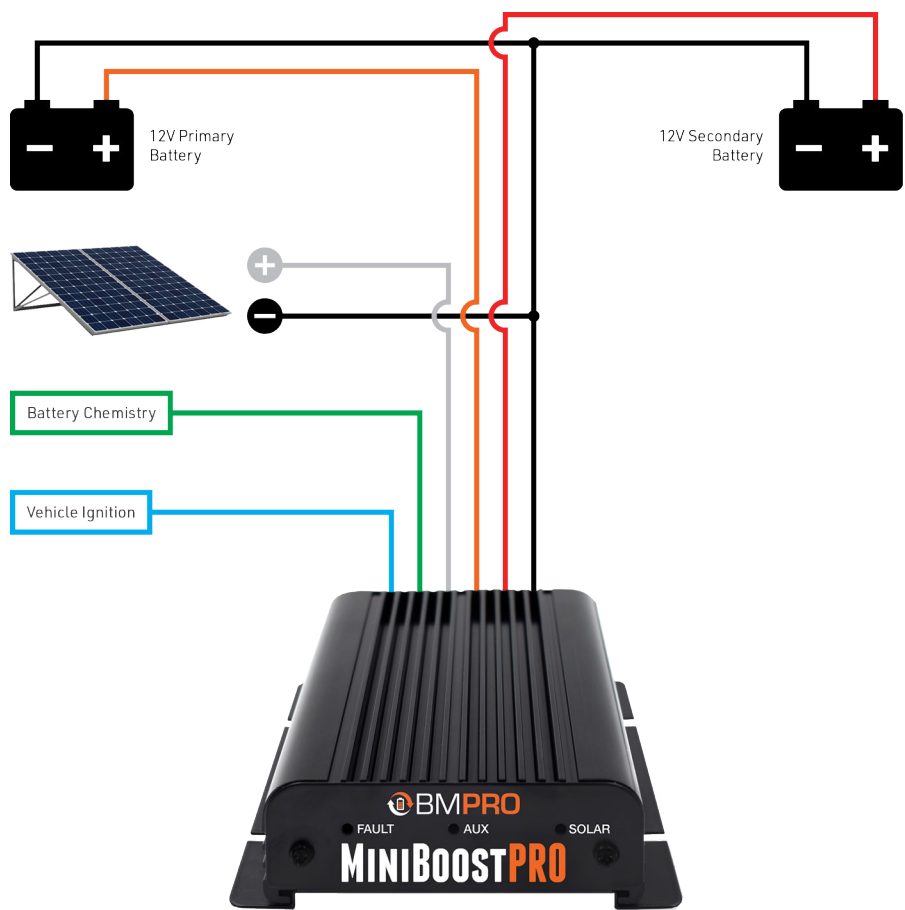 12V Primary
Battery
12V Secondary
Battery
Battery Chemistry
Vehicle Ignition
BMPRO
FAULT
AUX
SOLAR
MINIBOOSTPRO